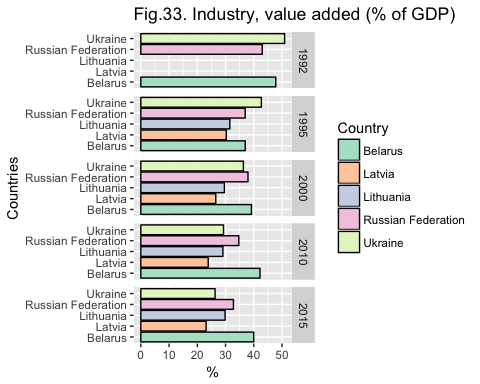 Fig.33. Industry, value added (% of GDP)
Countries
Ukraine
Russian Federation
Lithuania
Latvia
Belarus
1992
Ukraine
Russian Federation
Lithuania
Latvia
Belarus
1995
Ukraine
Russian Federation
Lithuania
Latvia
Belarus
2000
Ukraine
Russian Federation
Lithuania
Latvia
Belarus
2010
Ukraine
Russian Federation
Lithuania
Latvia
Belarus
2015
0 10 20 30 40 50
%
Country
Belarus
Latvia
Lithuania
Russian Federation
Ukraine